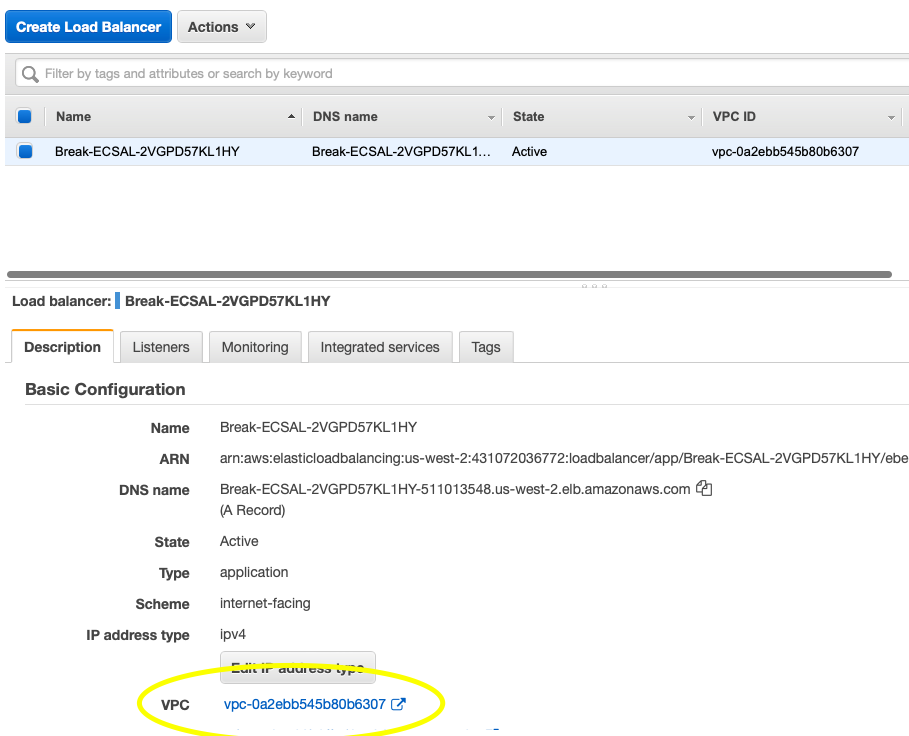 Create Load Balancer Actions
Filter by tags and attributes or search by keyword
Name DNS name State VPC ID
Break-ECSAL-2VGPD57KL1HY Break-ECSAL-2VGPD57KL1... Active vpc-0a2ebb545b80b6307
Load balancer: Break-ECSAL-2VGPD57KL1HY
Description Listeners Monitoring Integrated services Tags
Basic Configuration
Name Break-ECSAL-2VGPD57KL1HY
ARN arn:aws:elasticloadbalancing:us-west-2:431072036772:loadbalancer/app/Break-ECSAL-2VGPD57KL1HY/ebe
DNS name Break-ECSAL-2VGPD57KL1HY-511013548.us-west-2.elb.amazonaws.com
(A Record)
State Active
Type application
Scheme internet-facing
IP address type ipv4
Edit IP address type
VPC vpc-0a2ebb545b80b6307